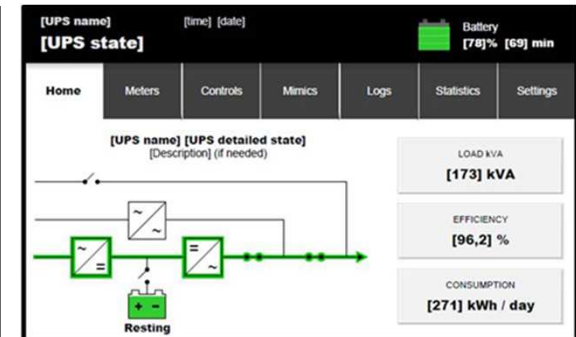 [UPS name] [time] [date]
[UPS state]
Battery
[78]% [69] min
Home Meters Controls Mimics Logs Statistics Settings
[UPS name] [UPS detailed state]
[Description] (if needed)
LOAD kVA
[173] kVA
EFFICIENCY
[96,2] %
CONSUMPTION
[271] kWh / day
Resting